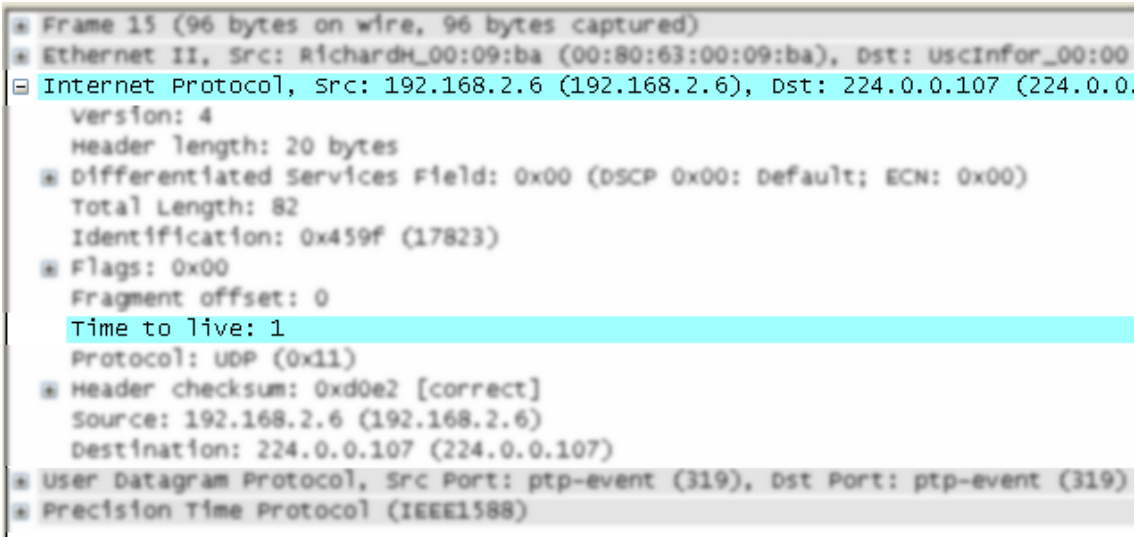 Frame 15 (96 bytes on wire, 96 bytes captured)
Ethernet II, Src: RichardH_00:09:ba (00:80:63:00:09:ba), Dst: UscInfor_00:00
Internet Protocol, Src: 192.168.2.6 (192.168.2.6), Dst: 224.0.0.107 (224.0.0.
Version: 4
Header length: 20 bytes
Differentiated Services Field: 0x00 (DSCP 0x00: Default; ECN: 0x00)
Total Length: 82
Identification: 0x459f (17823)
Flags: 0x00
Fragment offset: 0
Time to live: 1
Protocol: UDP (0x11)
Header checksum: 0xd0e2 [correct]
Source: 192.168.2.6 (192.168.2.6)
Destination: 224.0.0.107 (224.0.0.107)
User Datagram Protocol, Src Port: ptp-event (319), Dst Port: ptp-event (319)
Precision Time Protocol (IEEE1588)